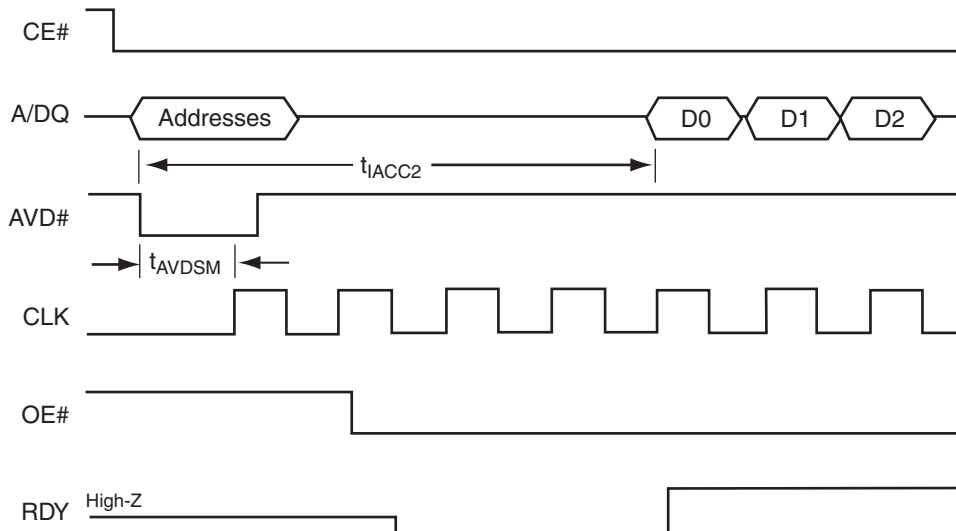 CE#
A/DQ Addresses D0 D1 D2
tIACC2
AVD#
tAVDSM
CLK
OE#
RDY High-Z